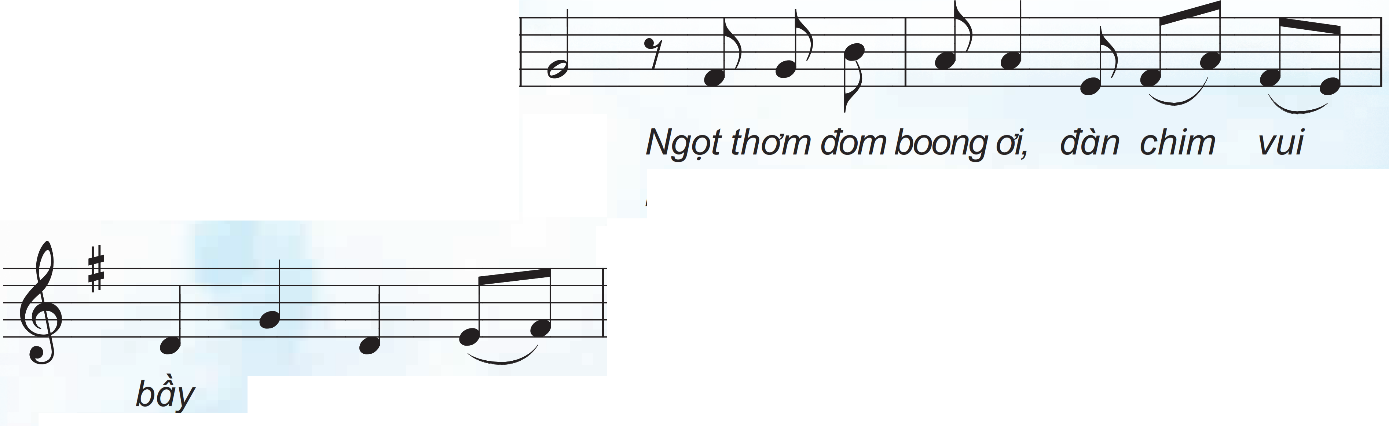 Ngọt thơm đom boong ơi, đàn chim vui
bầy